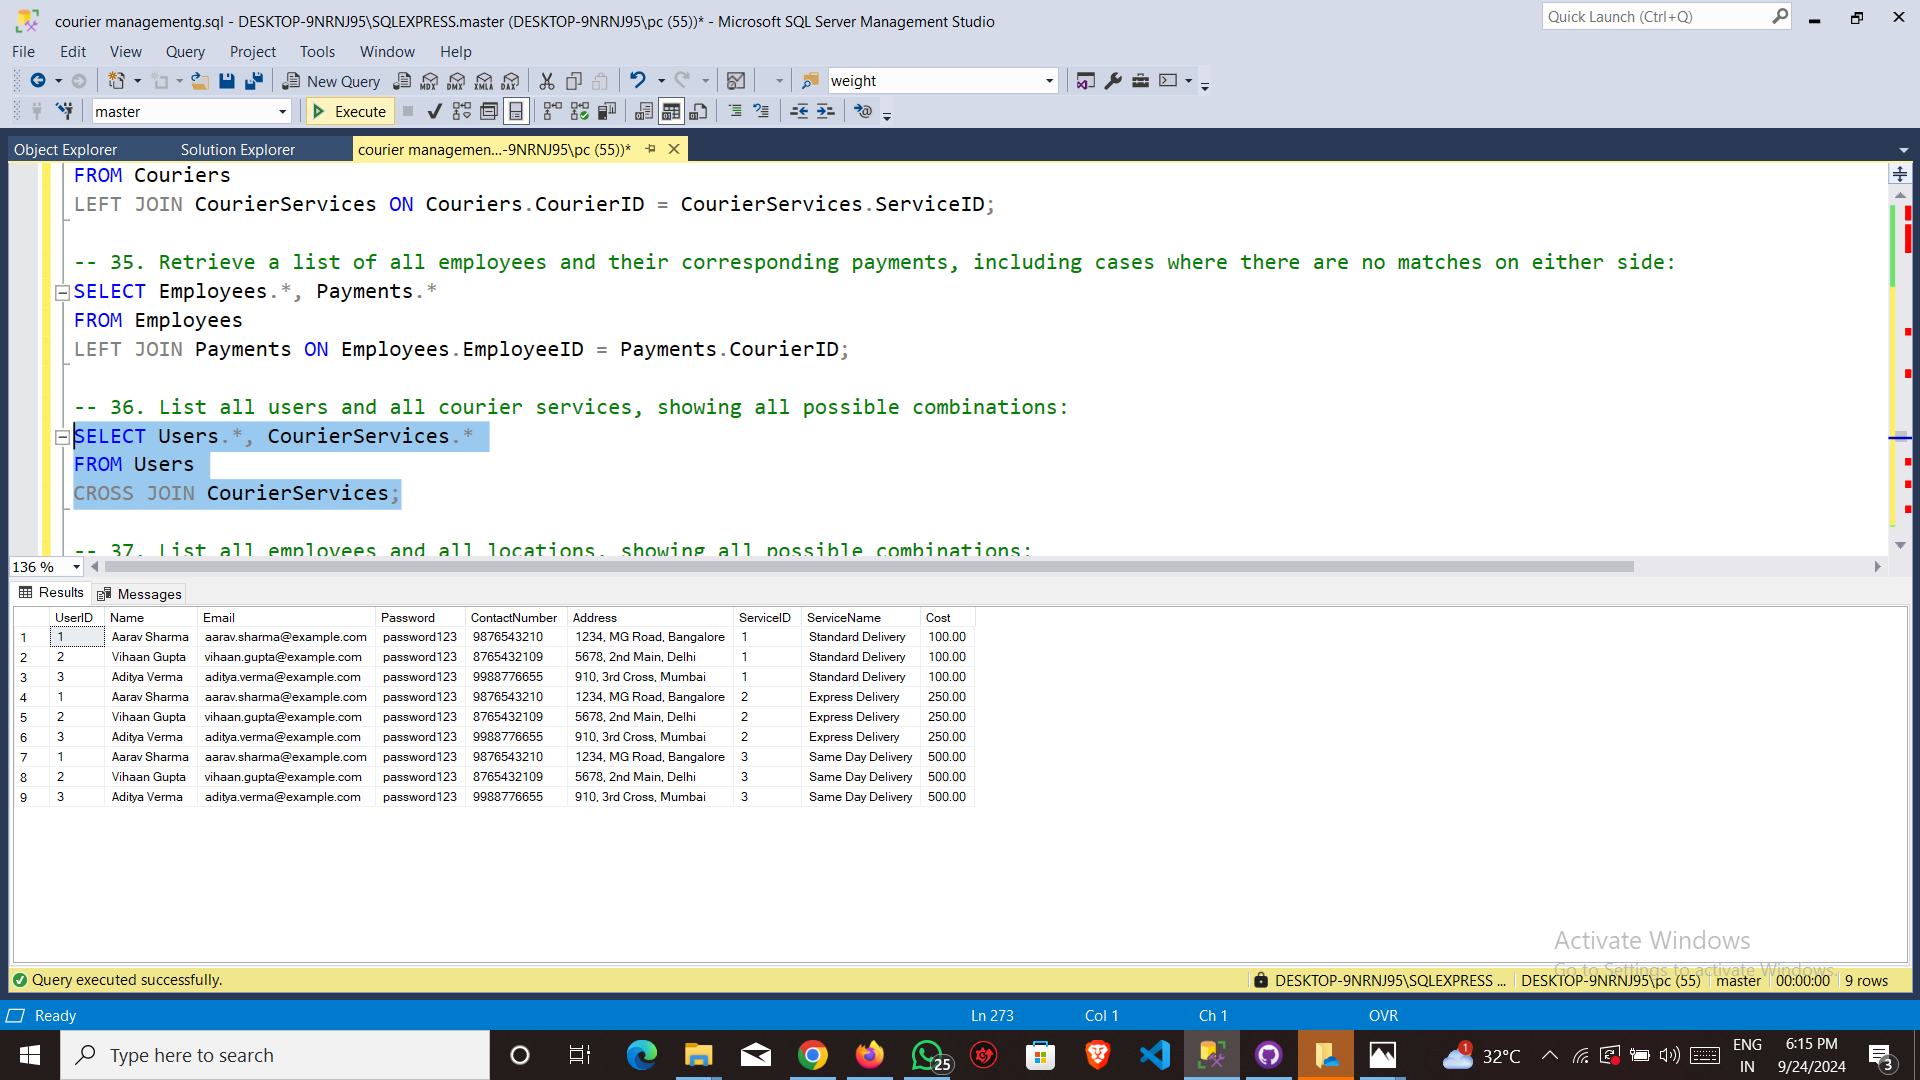 courier managementg.sql - DESKTOP-9NRNJ95\SQLEXPRESS.master (DESKTOP-9NRNJ95\pc (55))* - Microsoft SQL Server Management Studio
Quick Launch (Ctrl+Q)
File Edit View Query Project Tools Window Help
New Query MDX DMX XMLA DAX weight
master Execute
Object Explorer Solution Explorer courier managemen...-9NRNJ95\pc (55))*
FROM Couriers
LEFT JOIN CourierServices ON Couriers.CourierID = CourierServices.ServiceID;
-- 35. Retrieve a list of all employees and their corresponding payments, including cases where there are no matches on either side:
SELECT Employees.*, Payments.*
FROM Employees
LEFT JOIN Payments ON Employees.EmployeeID = Payments.CourierID;
-- 36. List all users and all courier services, showing all possible combinations:
SELECT Users.*, CourierServices.*
FROM Users
CROSS JOIN CourierServices;
-- 37. List all employees and all locations, showing all possible combinations:
136 %
Results Messages
UserID Name Email Password ContactNumber Address ServiceID ServiceName Cost
1 1 Aarav Sharma aarav.sharma@example.com password123 9876543210 1234, MG Road, Bangalore 1 Standard Delivery 100.00
2 2 Vihaan Gupta vihaan.gupta@example.com password123 8765432109 5678, 2nd Main, Delhi 1 Standard Delivery 100.00
3 3 Aditya Verma aditya.verma@example.com password123 9988776655 910, 3rd Cross, Mumbai 1 Standard Delivery 100.00
4 1 Aarav Sharma aarav.sharma@example.com password123 9876543210 1234, MG Road, Bangalore 2 Express Delivery 250.00
5 2 Vihaan Gupta vihaan.gupta@example.com password123 8765432109 5678, 2nd Main, Delhi 2 Express Delivery 250.00
6 3 Aditya Verma aditya.verma@example.com password123 9988776655 910, 3rd Cross, Mumbai 2 Express Delivery 250.00
7 1 Aarav Sharma aarav.sharma@example.com password123 9876543210 1234, MG Road, Bangalore 3 Same Day Delivery 500.00
8 2 Vihaan Gupta vihaan.gupta@example.com password123 8765432109 5678, 2nd Main, Delhi 3 Same Day Delivery 500.00
9 3 Aditya Verma aditya.verma@example.com password123 9988776655 910, 3rd Cross, Mumbai 3 Same Day Delivery 500.00
Activate Windows
Go to Settings to activate Windows.
Query executed successfully. DESKTOP-9NRNJ95\SQLEXPRESS ... DESKTOP-9NRNJ95\pc (55) master 00:00:00 9 rows
Ready Ln 273 Col 1 Ch 1 OVR
Type here to search 25 1 32°C ENG 6:15 PM
IN 9/24/2024 3